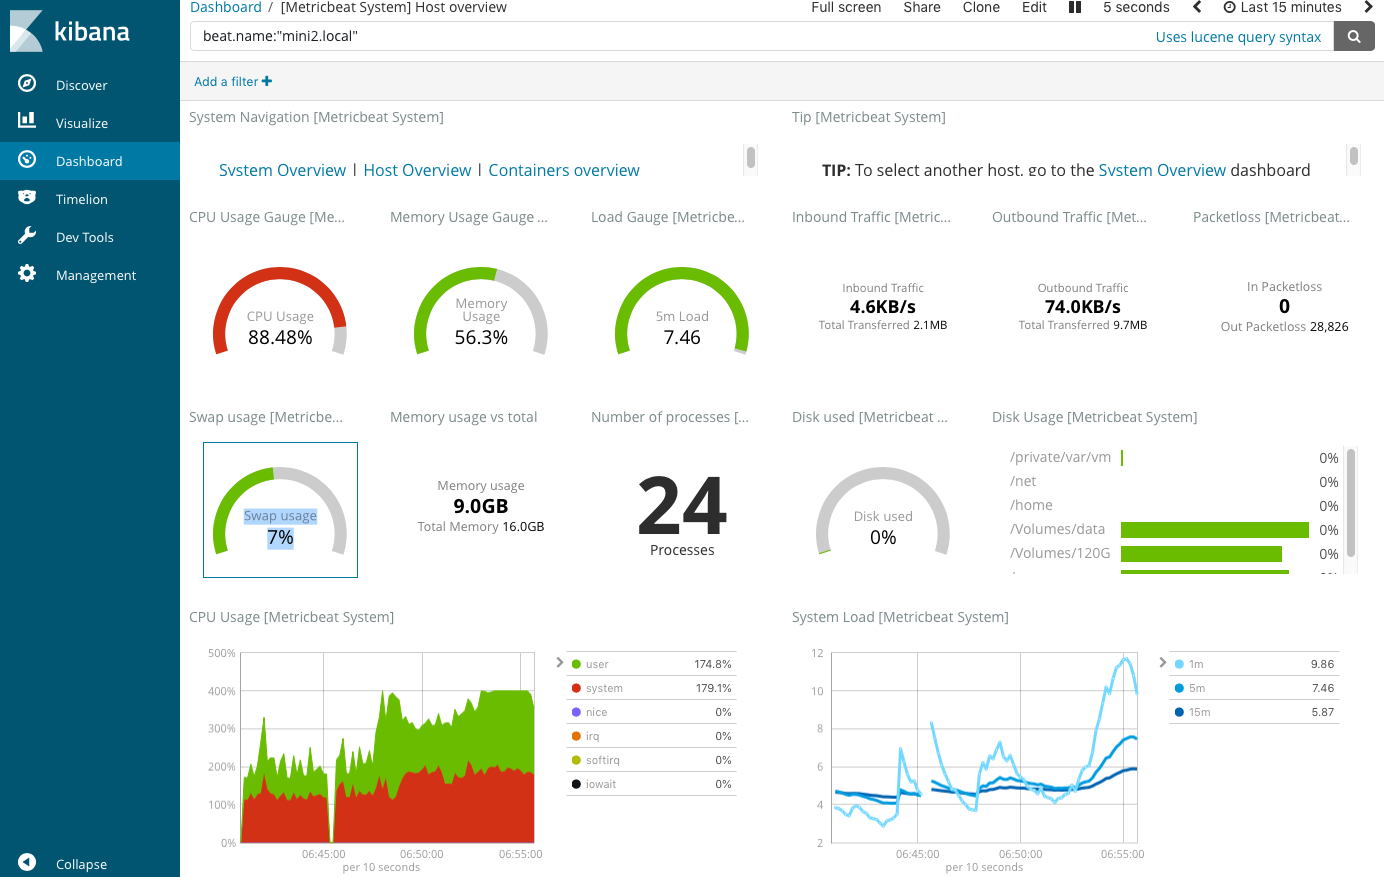 kibana
Discover
Visualize
Dashboard
Timelion
Dev Tools
Management
Collapse
Dashboard / [Metricbeat System] Host overview
Full screen Share Clone Edit 5 seconds Last 15 minutes
beat.name:"mini2.local"
Uses lucene query syntax
Add a filter
System Navigation [Metricbeat System]
Tip [Metricbeat System]
System Overview | Host Overview | Containers overview
TIP: To select another host, go to the System Overview dashboard
CPU Usage Gauge [Me...
Memory Usage Gauge ...
Load Gauge [Metricbe...
Inbound Traffic [Metric...
Outbound Traffic [Met...
Packetloss [Metricbeat...
CPU Usage
88.48%
Memory
Usage
56.3%
5m Load
7.46
Inbound Traffic
4.6KB/s
Total Transferred 2.1MB
Outbound Traffic
74.0KB/s
Total Transferred 9.7MB
In Packetloss
0
Out Packetloss 28,826
Swap usage [Metricbe...
Memory usage vs total
Number of processes [...
Disk used [Metricbeat ...
Disk Usage [Metricbeat System]
Swap usage
7%
Memory usage
9.0GB
Total Memory 16.0GB
24
Processes
Disk used
0%
/private/var/vm 0%
/net 0%
/home 0%
/Volumes/data 0%
/Volumes/120G 0%
CPU Usage [Metricbeat System]
500%
400%
300%
200%
100%
0%
06:45:00 06:50:00 06:55:00
per 10 seconds
user 174.8%
system 179.1%
nice 0%
irq 0%
softirq 0%
iowait 0%
System Load [Metricbeat System]
12
10
8
6
4
2
06:45:00 06:50:00 06:55:00
per 10 seconds
1m 9.86
5m 7.46
15m 5.87